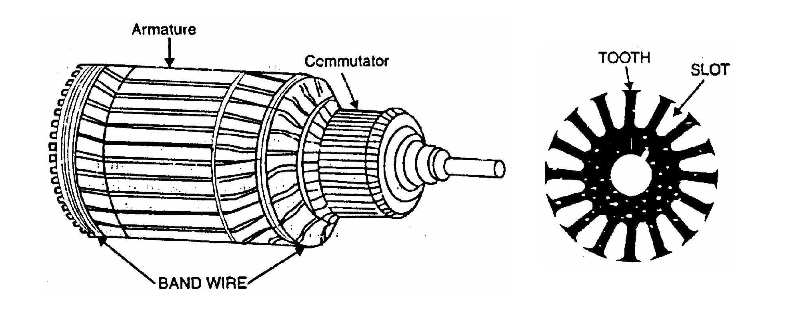 Armature
Commutator
BAND WIRE
TOOTH
SLOT